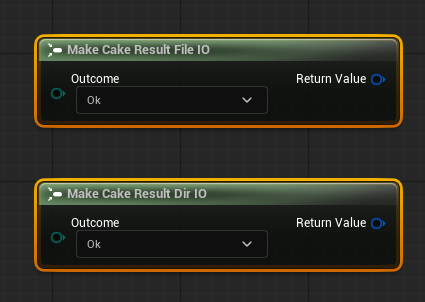 Make Cake Result File IO
Outcome
Return Value
Ok
Make Cake Result Dir IO
Outcome
Return Value
Ok